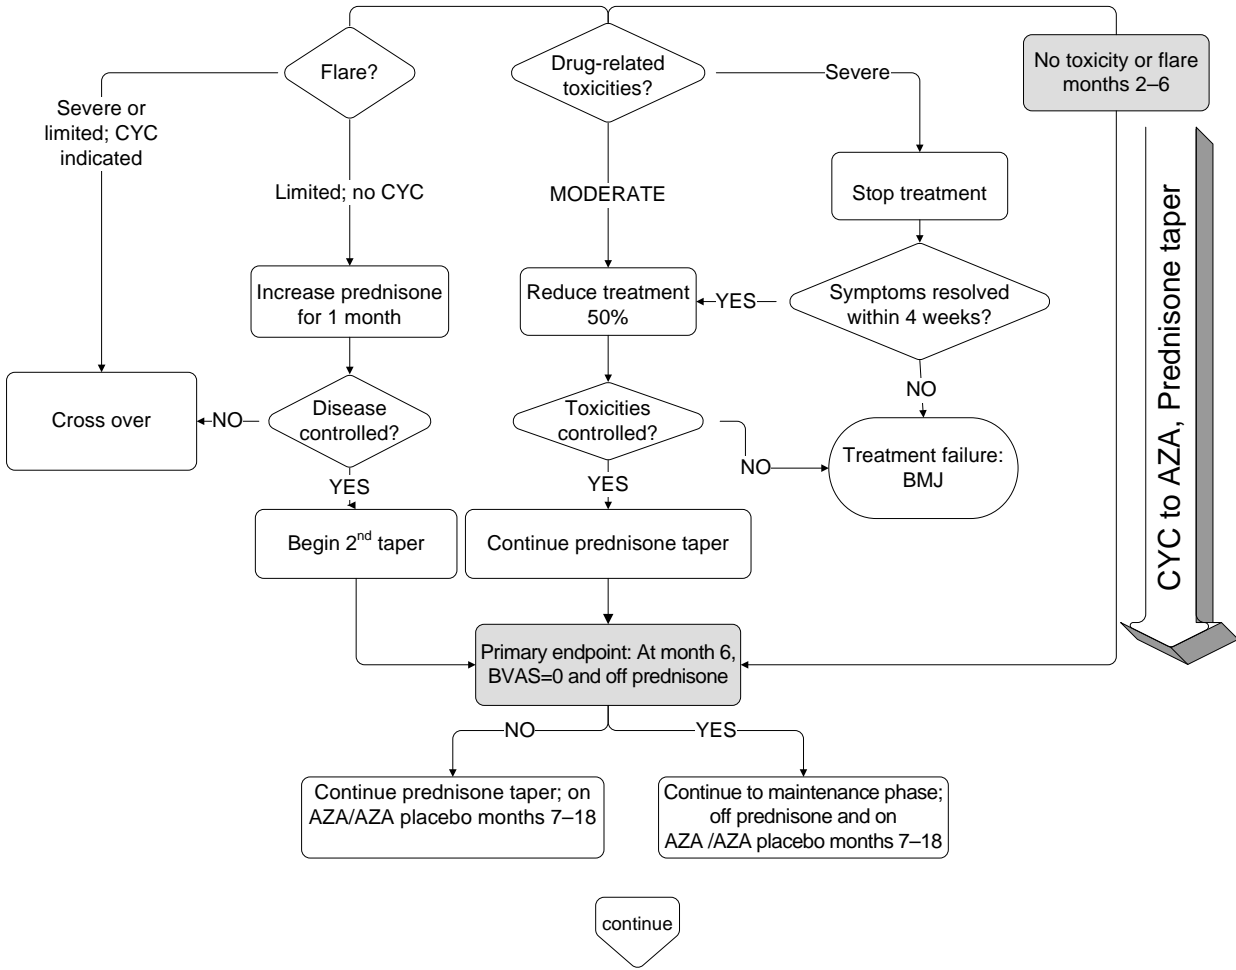 Flare?
Drug-related
toxicities?
Severe
No toxicity or flare
months 2–6
Severe or
limited; CYC
indicated
Limited; no CYC
MODERATE
Stop treatment
CYC to AZA, Prednisone taper
Increase prednisone
for 1 month
Reduce treatment
50%
YES
Symptoms resolved
within 4 weeks?
NO
Cross over
NO
Disease
controlled?
Toxicities
controlled?
NO
Treatment failure:
BMJ
YES
YES
Begin 2nd taper
Continue prednisone taper
Primary endpoint: At month 6,
BVAS=0 and off prednisone
NO
YES
Continue prednisone taper; on
AZA/AZA placebo months 7–18
Continue to maintenance phase;
off prednisone and on
AZA /AZA placebo months 7–18
continue